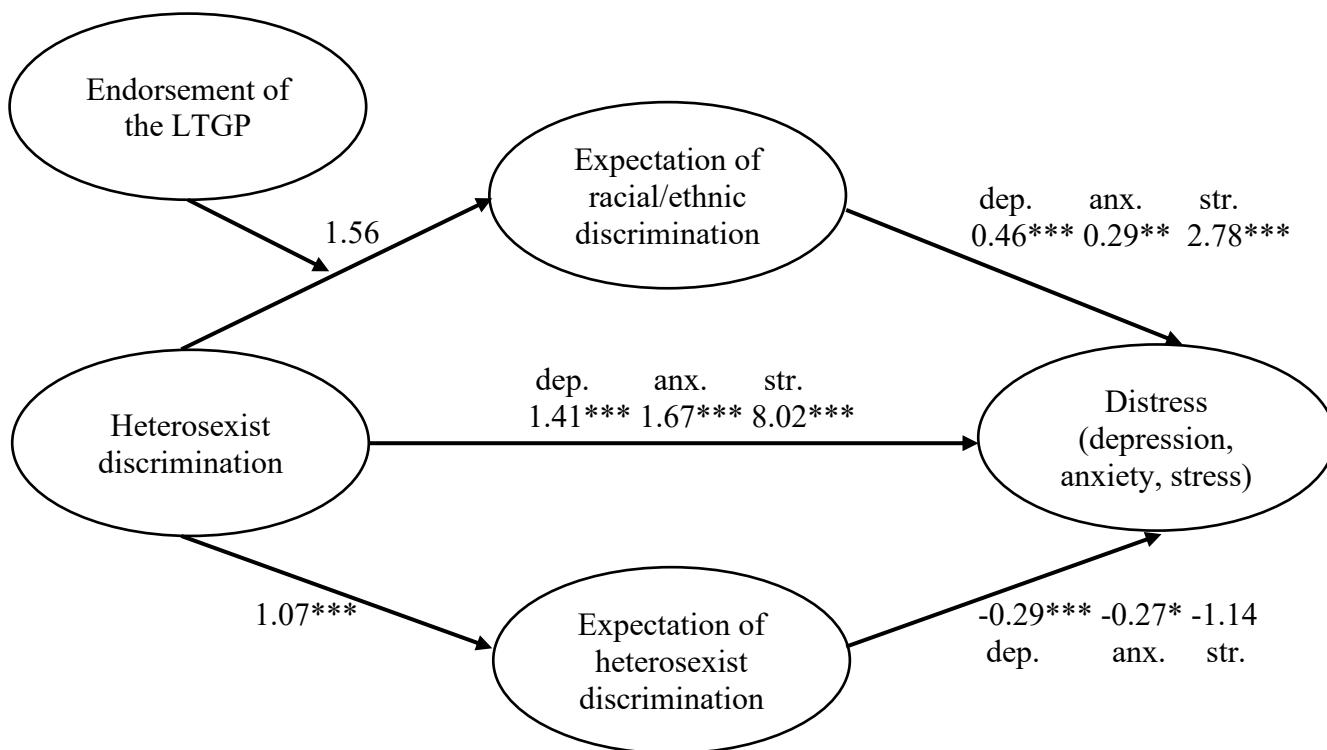 Endorsement of
the LTGP
Expectation of
racial/ethnic
discrimination
dep. anx. str.
0.46*** 0.29** 2.78***
1.56
Heterosexist
discrimination
dep. anx. str.
1.41*** 1.67*** 8.02***
Distress
(depression,
anxiety, stress)
1.07***
Expectation of
heterosexist
discrimination
-0.29*** -0.27* -1.14
dep. anx. str.